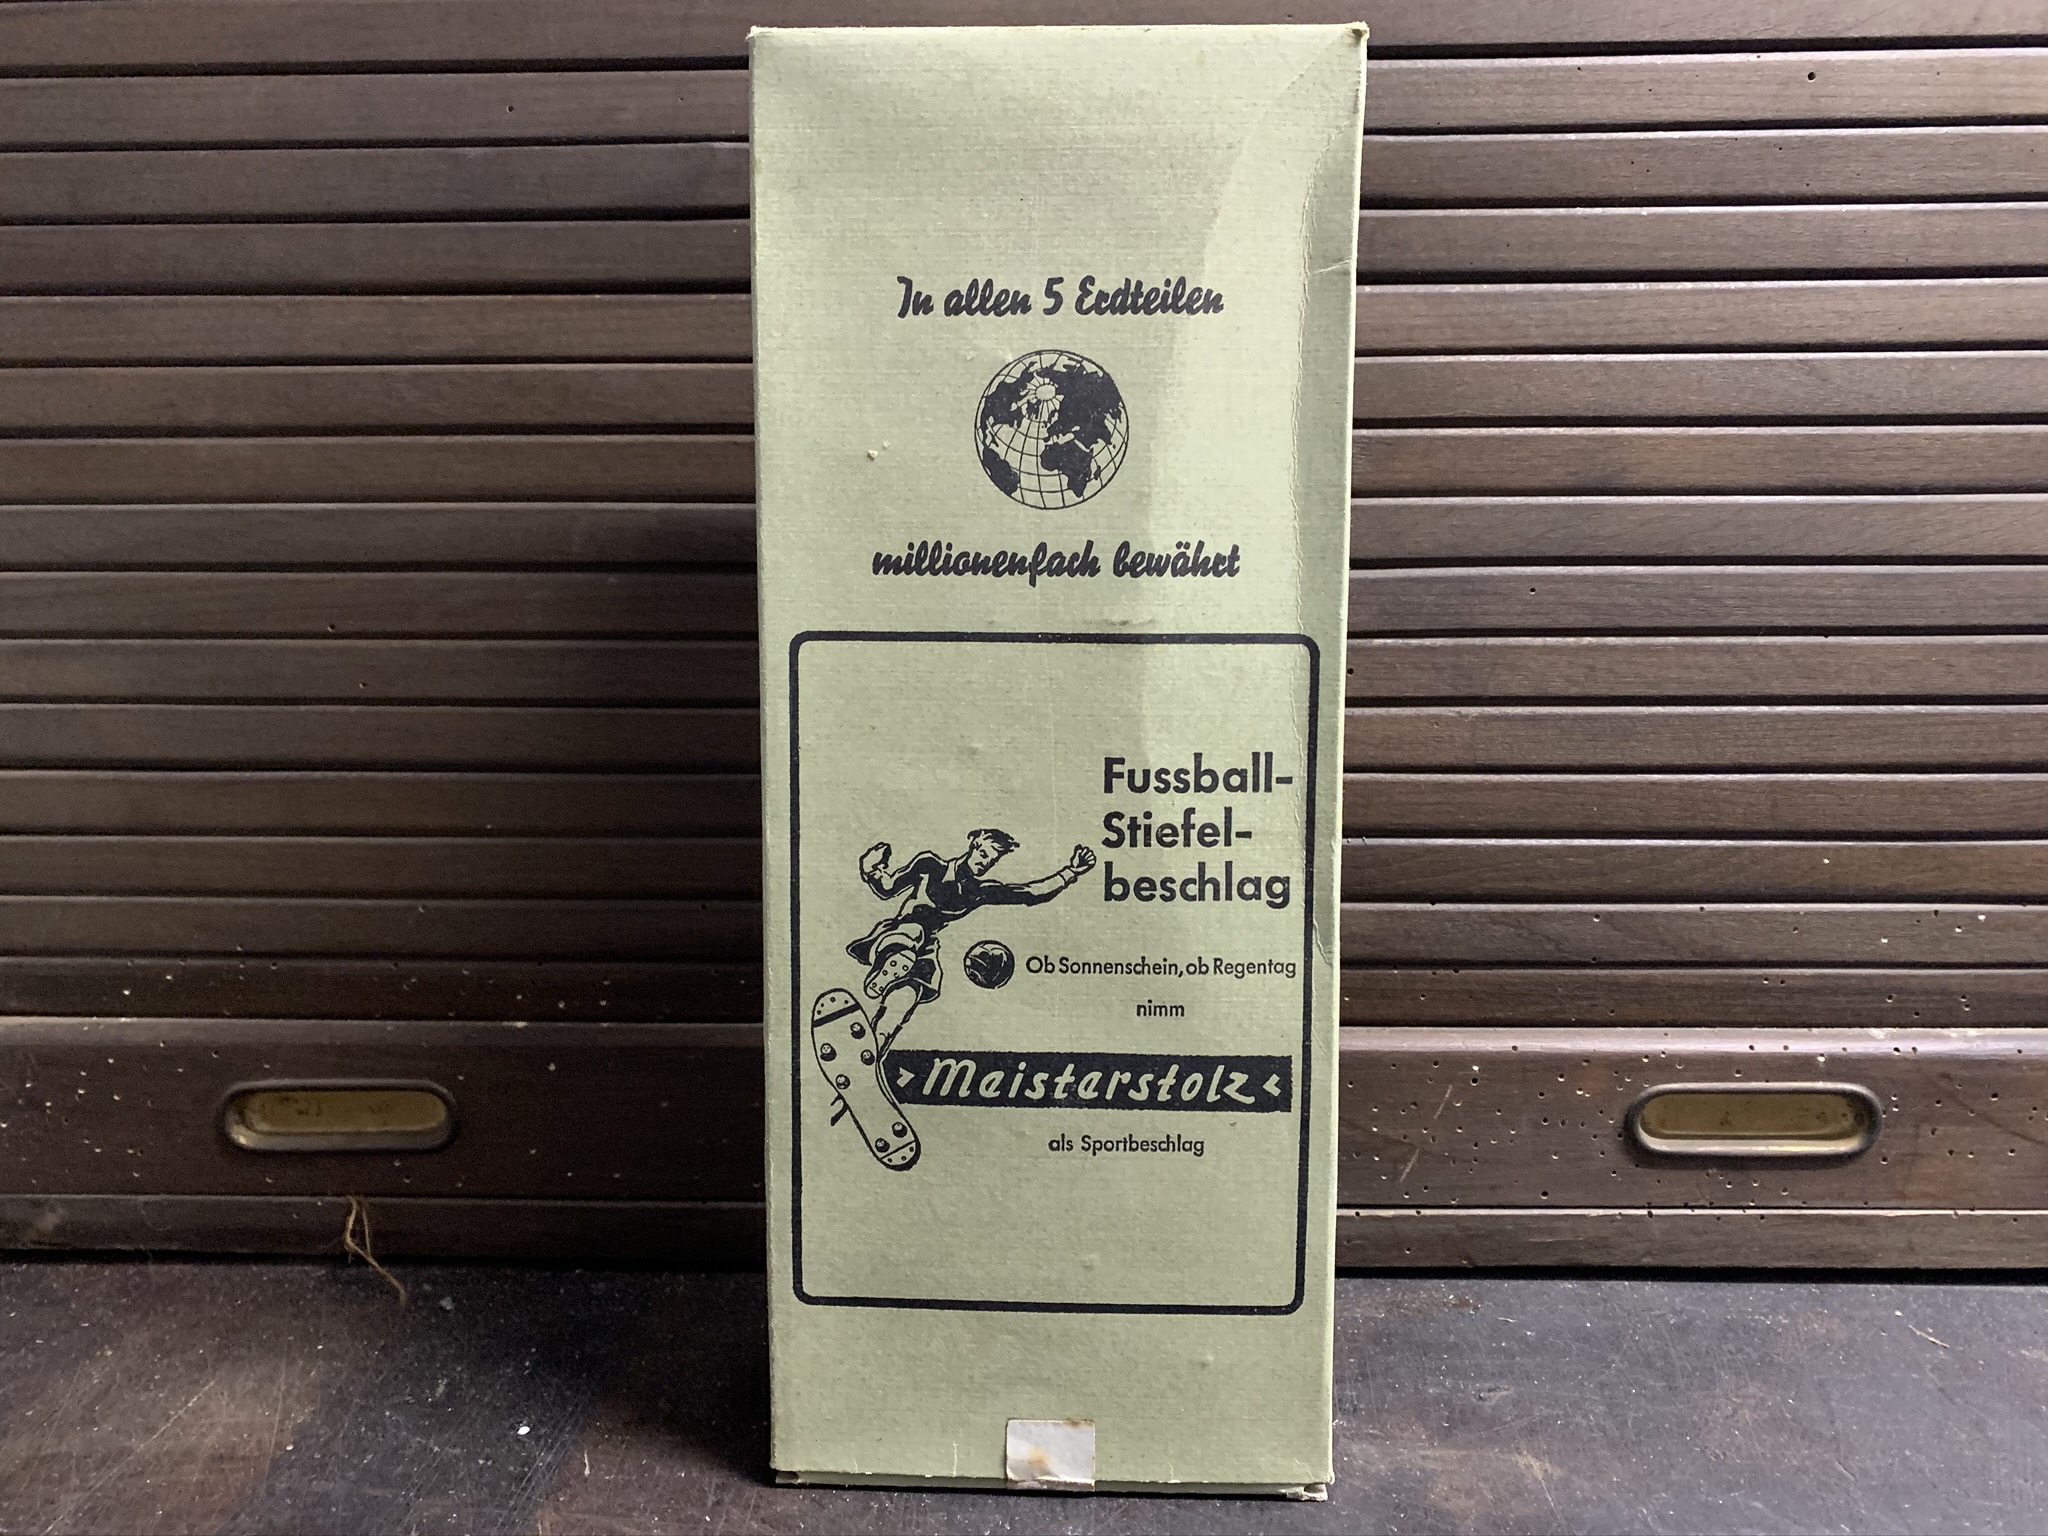 In allen 5 Erdteilen
millionenfach bewährt
Fussball-
Stiefel-
beschlag
Ob Sonnenschein, ob Regentag
nimm
Meisterstolz
als Sportbeschlag